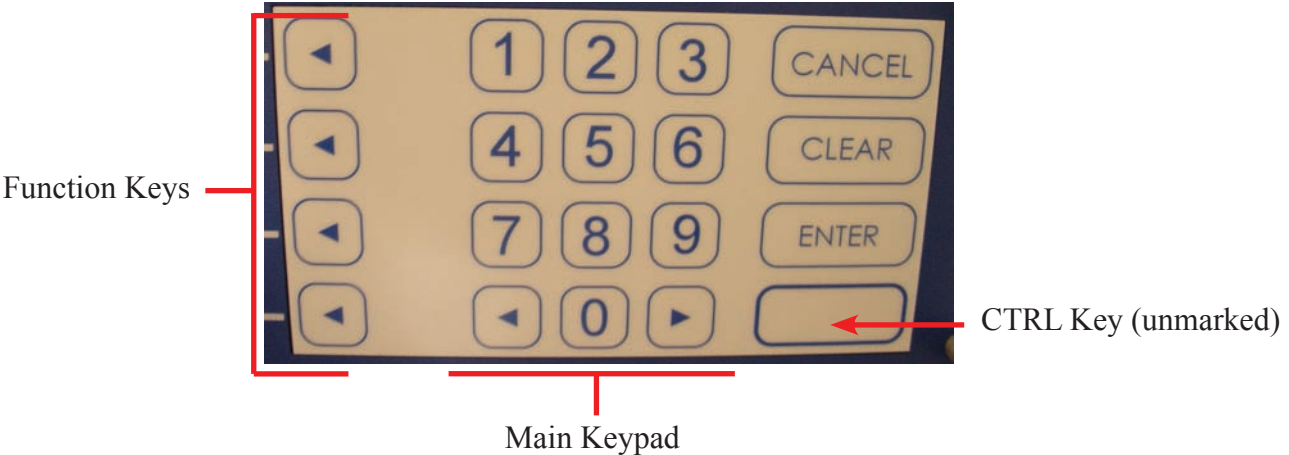 1 2 3 CANCEL
4 5 6 CLEAR
Function Keys
7 8 9 ENTER
0
CTRL Key (unmarked)
Main Keypad